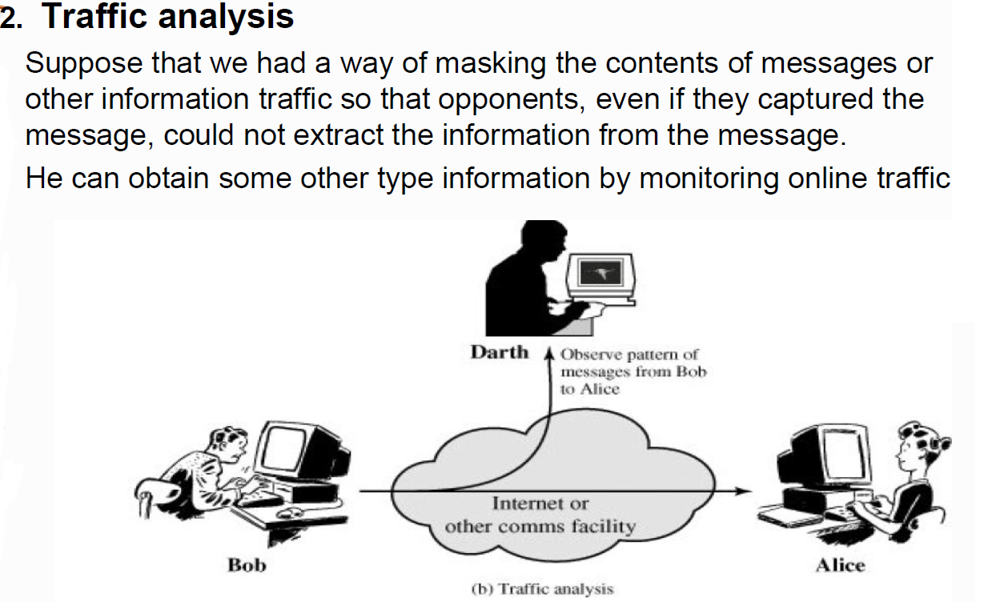 2. Traffic analysis
Suppose that we had a way of masking the contents of messages or
other information traffic so that opponents, even if they captured the
message, could not extract the information from the message.
He can obtain some other type information by monitoring online traffic
Darth
Observe pattern of
messages from Bob
to Alice
Internet or
other comms facility
Bob
Alice
(b) Traffic analysis